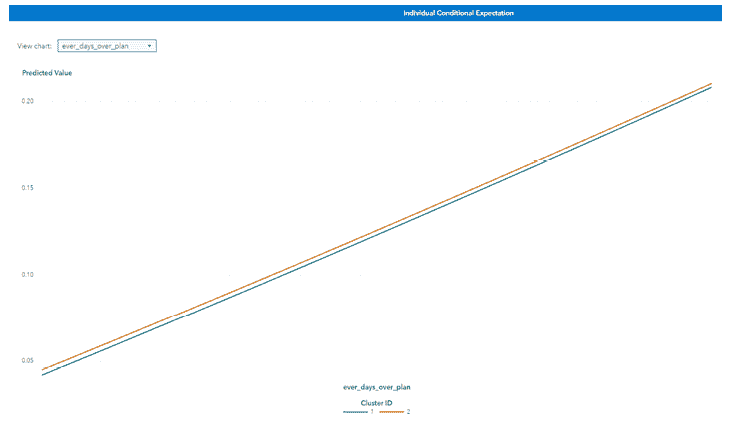 Individual Conditional Expectation
View chart: ever_days_over_plan
Predicted Value
0.20
0.15
0.10
0.05
ever_days_over_plan
Cluster ID
1 2